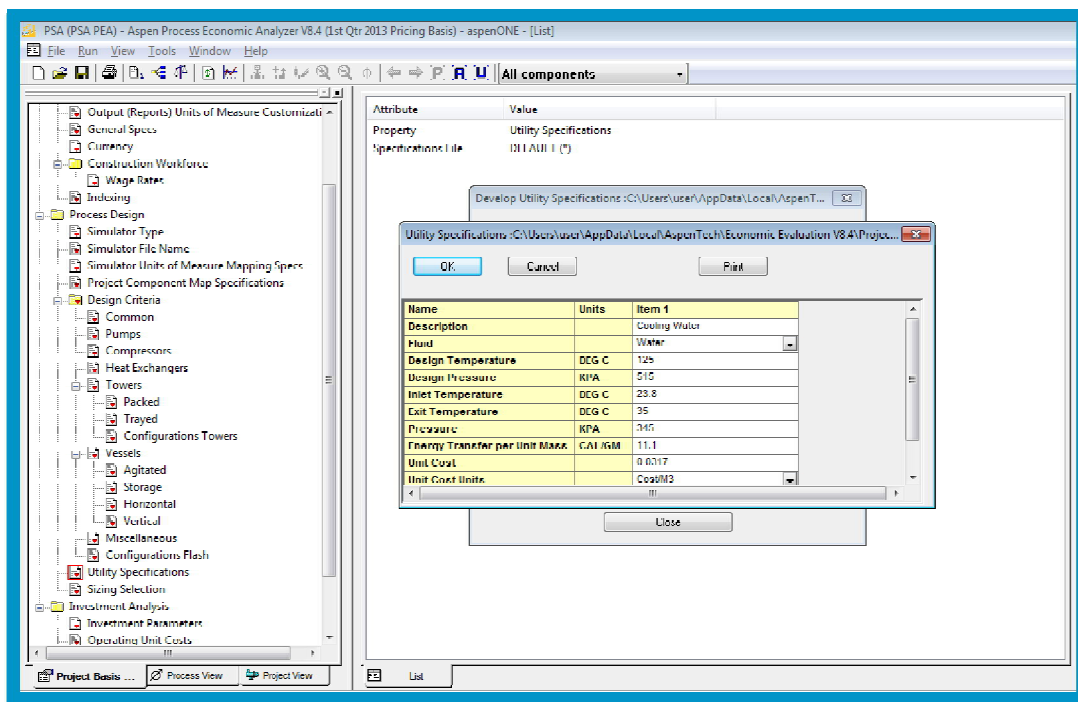 PSA (PSA PEA) - Aspen Process Economic Analyzer V8.4 (1st Qtr 2013 Pricing Basis) - aspenONE - [List]
File Run View Tools Window Help
All components
Output (Reports) Units of Measure Customizati
General Specs
Currency
Construction Workforce
Wage Rates
Indexing
Process Design
Simulator Type
Simulator File Name
Simulator Units of Measure Mapping Specs
Project Component Map Specifications
Design Criteria
Common
Pumps
Compressors
Heat Exchangers
Towers
Packed
Trayed
Configurations Towers
Vessels
Agitated
Storage
Horizontal
Vertical
Miscellaneous
Configurations Flash
Utility Specifications
Sizing Selection
Investment Analysis
Investment Parameters
Operating Unit Costs
Project Basis ... Process View Project View
Attribute Value
Property Utility Specifications
Specifications File DEFAULT (*)
Develop Utility Specifications :C:\Users\user\AppData\Local\AspenT...
Utility Specifications :C:\Users\user\AppData\Local\AspenTech\Economic Evaluation V8.4\Projec...
OK Cancel Print
Name Units Item 1
Description Cooling Water
Fluid Water
Design Temperature DEG C 125
Design Pressure KPA 515
Inlet Temperature DEG C 23.8
Exit Temperature DEG C 35
Pressure KPA 345
Energy Transfer per Unit Mass CAL/GM 11.1
Unit Cost 0.0317
Unit Cost Units Cost/M3
Close
List